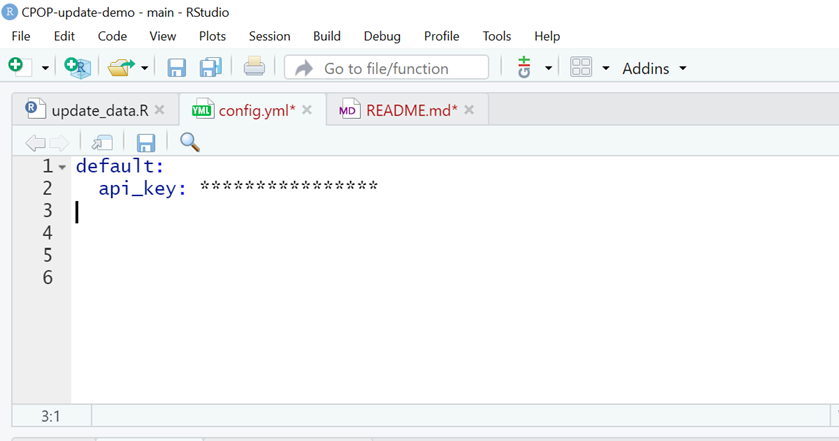 CPOP-update-demo - main - RStudio
File Edit Code View Plots Session Build Debug Profile Tools Help
Go to file/function Addins
update_data.R config.yml* README.md*
1 default:
2 api_key: ****************
3
4
5
6
3:1